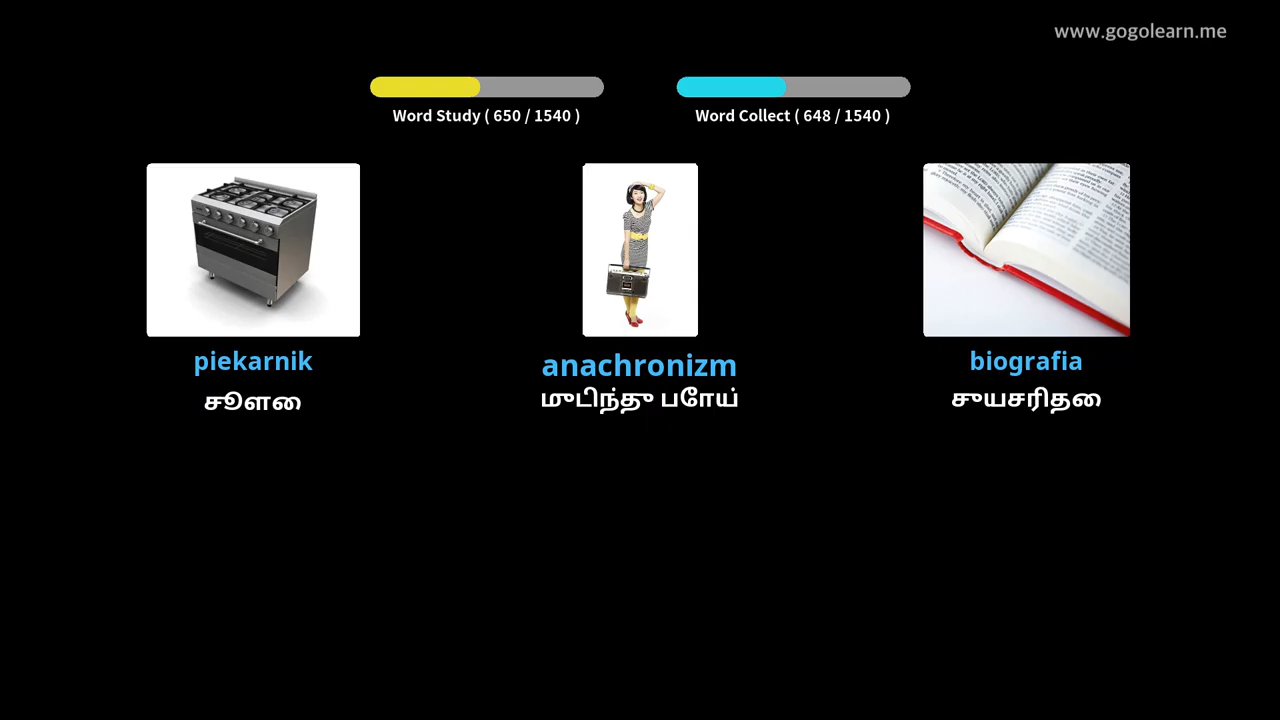 www.gogolearn.me
Word Study ( 650 / 1540 )
Word Collect ( 648 / 1540 )
piekarnik
anachronizm
biografia
சூளை
முடிந்து போய்
சுயசரிதை